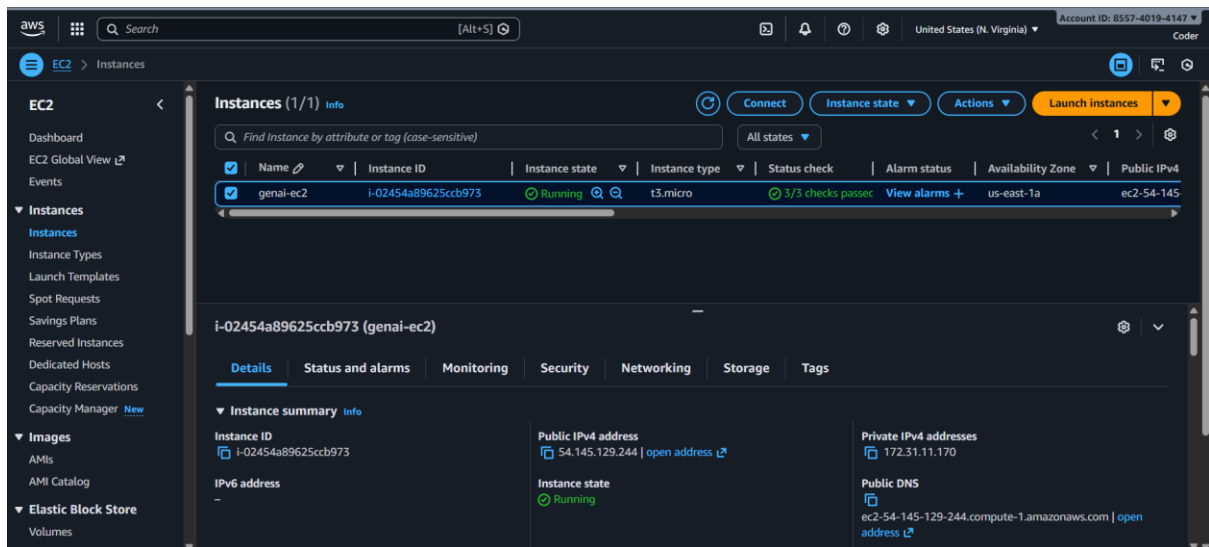 aws Search [Alt+S] United States (N. Virginia) Account ID: 8557-4019-4147
Coder
EC2 > Instances
EC2
Dashboard
EC2 Global View
Events
Instances
Instances
Instance Types
Launch Templates
Spot Requests
Savings Plans
Reserved Instances
Dedicated Hosts
Capacity Reservations
Capacity Manager New
Images
AMIs
AMI Catalog
Elastic Block Store
Volumes
Instances (1/1) Info Connect Instance state Actions Launch instances
Find Instance by attribute or tag (case-sensitive) All states 1
Name Instance ID Instance state Instance type Status check Alarm status Availability Zone Public IPv4
genai-ec2 i-02454a89625ccb973 Running t3.micro 3/3 checks passec View alarms + us-east-1a ec2-54-145-
i-02454a89625ccb973 (genai-ec2)
Details Status and alarms Monitoring Security Networking Storage Tags
Instance summary Info
Instance ID Public IPv4 address Private IPv4 addresses
i-02454a89625ccb973 54.145.129.244 | open address 172.31.11.170
IPv6 address Instance state Public DNS
– Running
ec2-54-145-129-244.compute-1.amazonaws.com | open
address